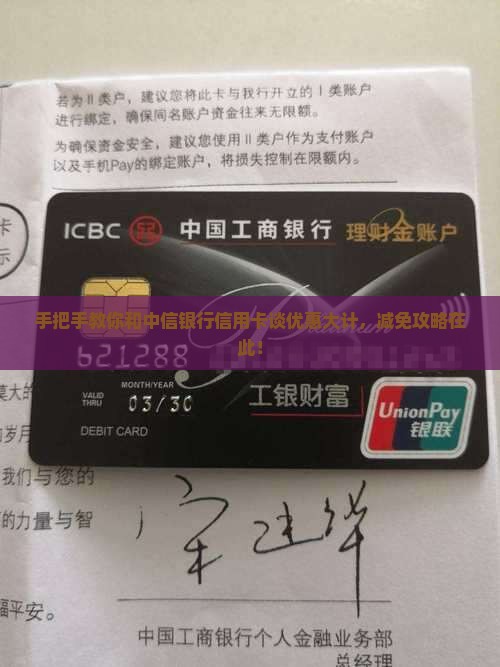 若为Ⅱ类户，建议您将此卡与我行开立的Ⅰ类账户
进行绑定，确保同名账户资金往来无限额。
为确保资金安全，建议您使用Ⅱ类户作为支付账户
以及手机Pay的绑定账户，将损失控制在限额内。
卡
示
ICBC 中国工商银行 理财金账户
手把手教你和中信银行信用卡谈优惠大计，减免攻略在
此！
621288
MONTH/YEAR
VALID
THRU
03/30
工银财富
DEBIT CARD
UnionPay
银联
莫大的
岁月
我们与您的
的力量与智
福平安。
中国工商银行个人金融业务部
总经理